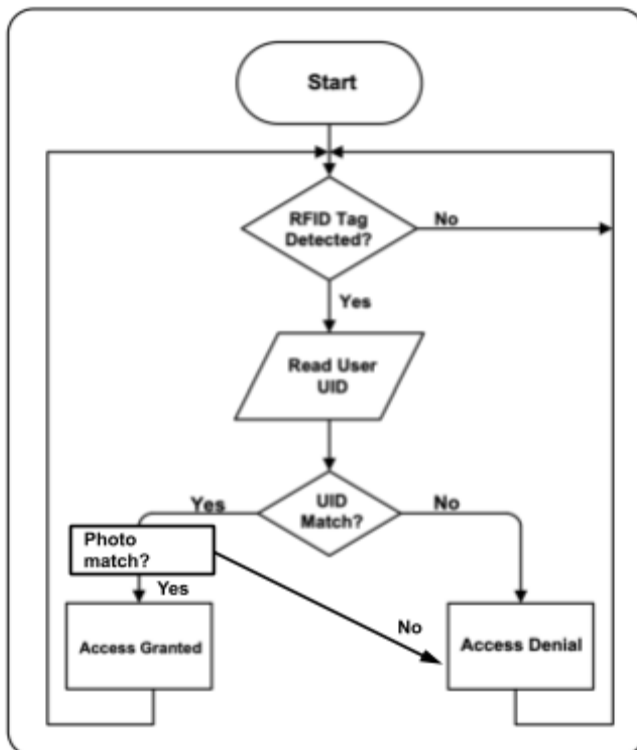 Start
RFID Tag
Detected?
No
Yes
Read User
UID
Yes
UID
Match?
No
Photo
match?
Yes
No
Access Granted
Access Denial